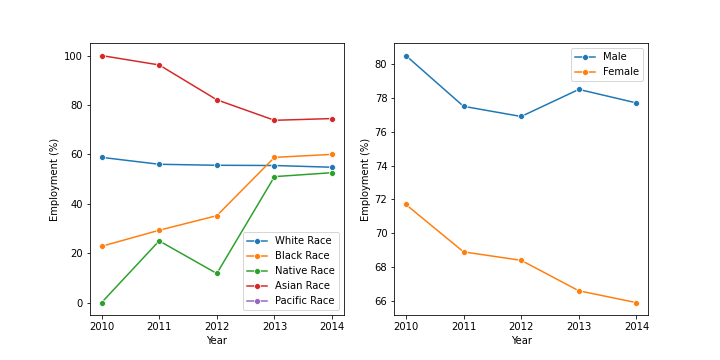 Employment (%)
100
80
60
40
20
0
2010 2011 2012 2013 2014
Year
White Race
Black Race
Native Race
Asian Race
Pacific Race
Employment (%)
80
78
76
74
72
70
68
66
2010 2011 2012 2013 2014
Year
Male
Female